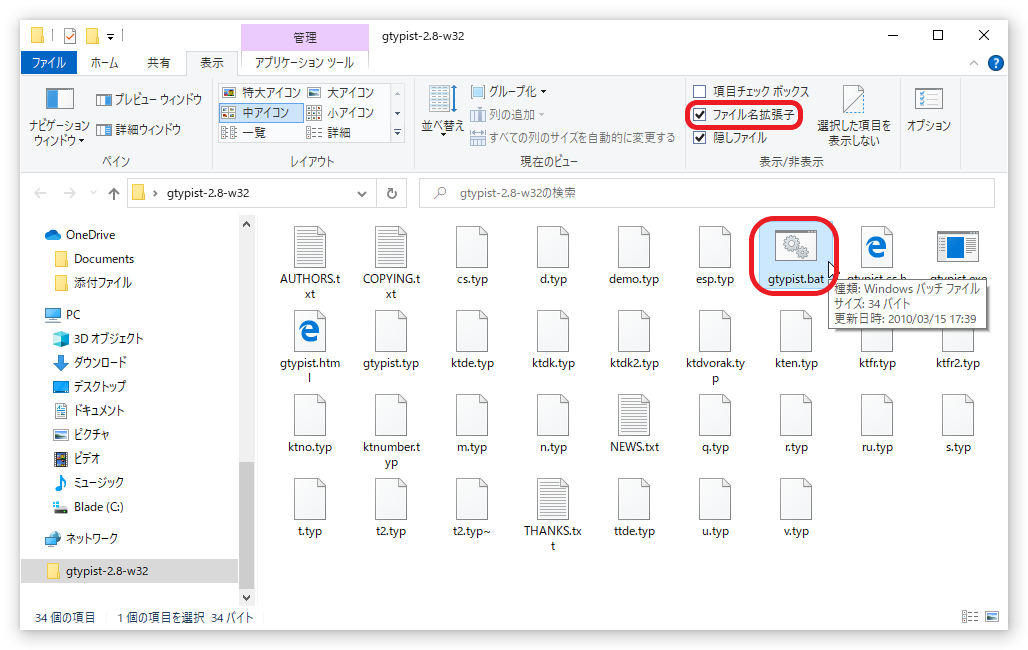 管理
gtypist-2.8-w32
ファイル
ホーム
共有
表示
アプリケーション ツール
ナビゲーション
ウィンドウ
プレビュー ウィンドウ
詳細ウィンドウ
ペイン
特大アイコン
大アイコン
中アイコン
小アイコン
一覧
詳細
レイアウト
並べ替え
グループ化
列の追加
すべての列のサイズを自動的に変更する
現在のビュー
項目チェック ボックス
ファイル名拡張子
隠しファイル
選択した項目を
表示しない
表示/非表示
オプション
gtypist-2.8-w32
gtypist-2.8-w32の検索
OneDrive
Documents
添付ファイル
PC
3D オブジェクト
ダウンロード
デスクトップ
ドキュメント
ピクチャ
ビデオ
ミュージック
Blade (C:)
ネットワーク
gtypist-2.8-w32
AUTHORS.t
xt
COPYING.t
xt
cs.typ
d.typ
demo.typ
esp.typ
gtypist.bat
種類: Windows バッチ ファイル
サイズ: 34 バイト
更新日時: 2010/03/15 17:39
gtypist.htm
l
gtypist.typ
ktde.typ
ktdk.typ
ktdk2.typ
ktdvorak.ty
p
kten.typ
ktfr.typ
ktfr2.typ
ktno.typ
ktnumber.t
yp
m.typ
n.typ
NEWS.txt
q.typ
r.typ
ru.typ
s.typ
t.typ
t2.typ
t2.typ~
THANKS.tx
t
ttde.typ
u.typ
v.typ
34 個の項目
1 個の項目を選択
34 バイト